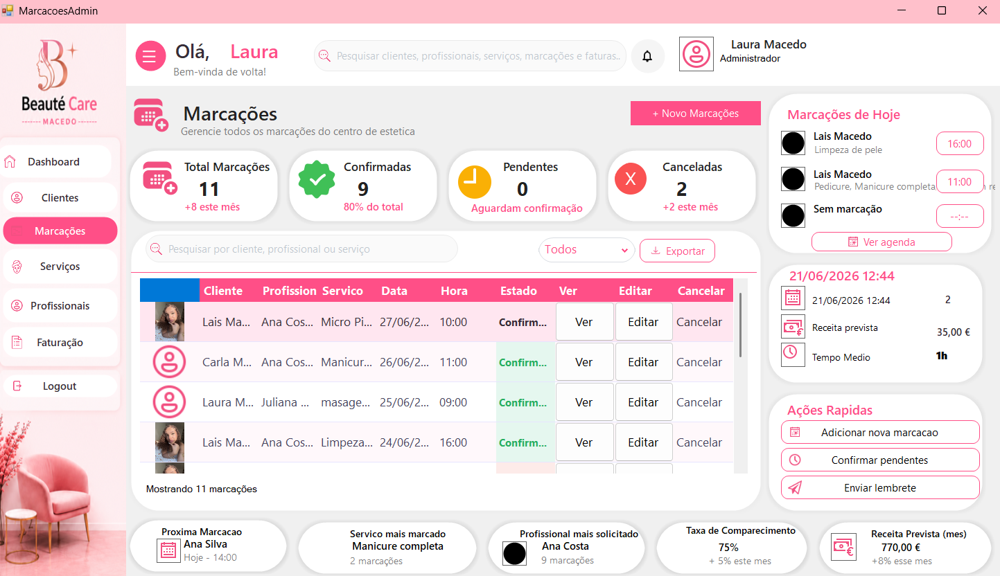 MarcacoesAdmin
B
Beauté Care
MACEDO
Dashboard
Clientes
Marcações
Serviços
Profissionais
Faturação
Logout
Olá, Laura
Bem-vinda de volta!
Pesquisar clientes, profissionais, serviços, marcações e faturas..
Laura Macedo
Administrador
Marcações
Gerencie todos os marcações do centro de estetica
+ Novo Marcações
Total Marcações
11
+8 este mês
Confirmadas
9
80% do total
Pendentes
0
Aguardam confirmação
X
Canceladas
2
+2 este mês
Pesquisar por cliente, profissional ou serviço
Todos
Exportar
Cliente Profission Servico Data Hora Estado Ver Editar Cancelar
Lais Ma... Ana Cos... Micro Pi... 27/06/2... 10:00 Confirm... Ver Editar Cancelar
Carla M... Ana Cos... Manicur... 26/06/2... 11:00 Confirm... Ver Editar Cancelar
Laura M... Juliana ... masage... 25/06/2... 09:00 Confirm... Ver Editar Cancelar
Lais Ma... Ana Cos... Limpeza... 24/06/2... 16:00 Confirm... Ver Editar Cancelar
Mostrando 11 marcações
Marcações de Hoje
Lais Macedo
Limpeza de pele
16:00
Lais Macedo
Pedicure, Manicure completa
11:00
Sem marcação
--:--
Ver agenda
21/06/2026 12:44
21/06/2026 12:44 2
Receita prevista 35,00 €
Tempo Medio 1h
Ações Rapidas
Adicionar nova marcacao
Confirmar pendentes
Enviar lembrete
Proxima Marcacao
Ana Silva
Hoje - 14:00
Servico mais marcado
Manicure completa
2 marcações
Profissional mais solicitado
Ana Costa
9 marcações
Taxa de Comparecimento
75%
+ 5% este mes
Receita Prevista (mes)
770,00 €
+8% esse mes